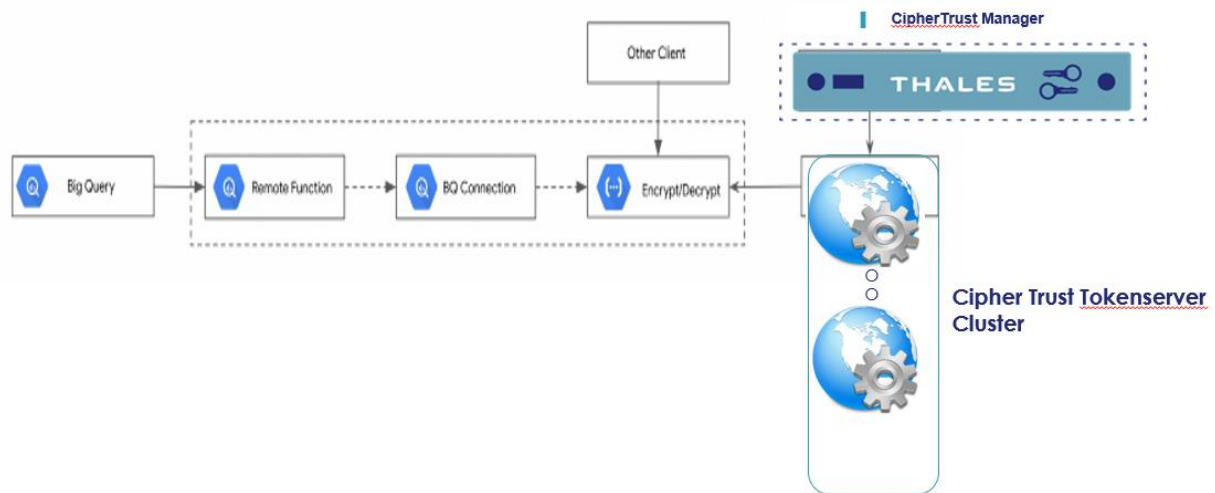 CipherTrust Manager
Other Client
THALES
Big Query
Remote Function
BQ Connection
Encrypt/Decrypt
Cipher Trust Tokenserver
Cluster